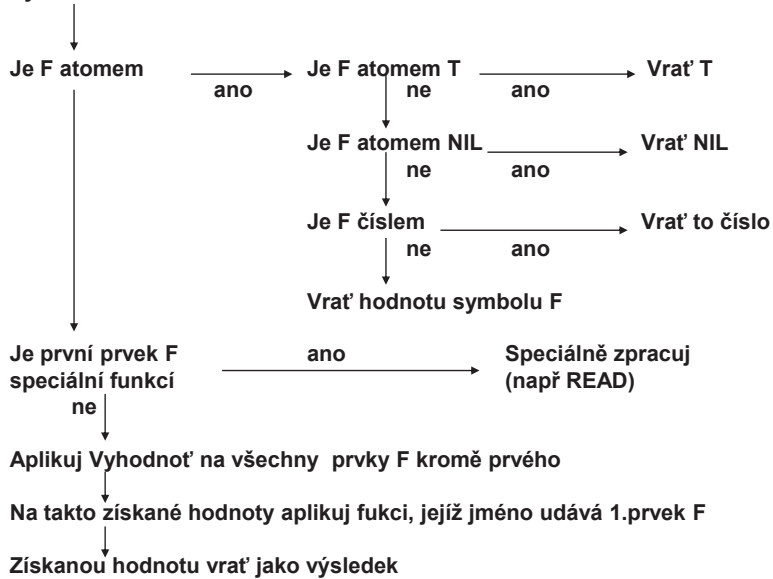 Je F atomem
ano
Je F atomem T
ne
ano
Vrať T
Je F atomem NIL
ne
ano
Vrať NIL
Je F číslem
ne
ano
Vrať to číslo
Vrať hodnotu symbolu F
Je první prvek F
speciální funkcí
ne
ano
Speciálně zpracuj
(např READ)
Aplikuj Vyhodnoť na všechny prvky F kromě prvého
Na takto získané hodnoty aplikuj fukci, jejíž jméno udává 1.prvek F
Získanou hodnotu vrať jako výsledek